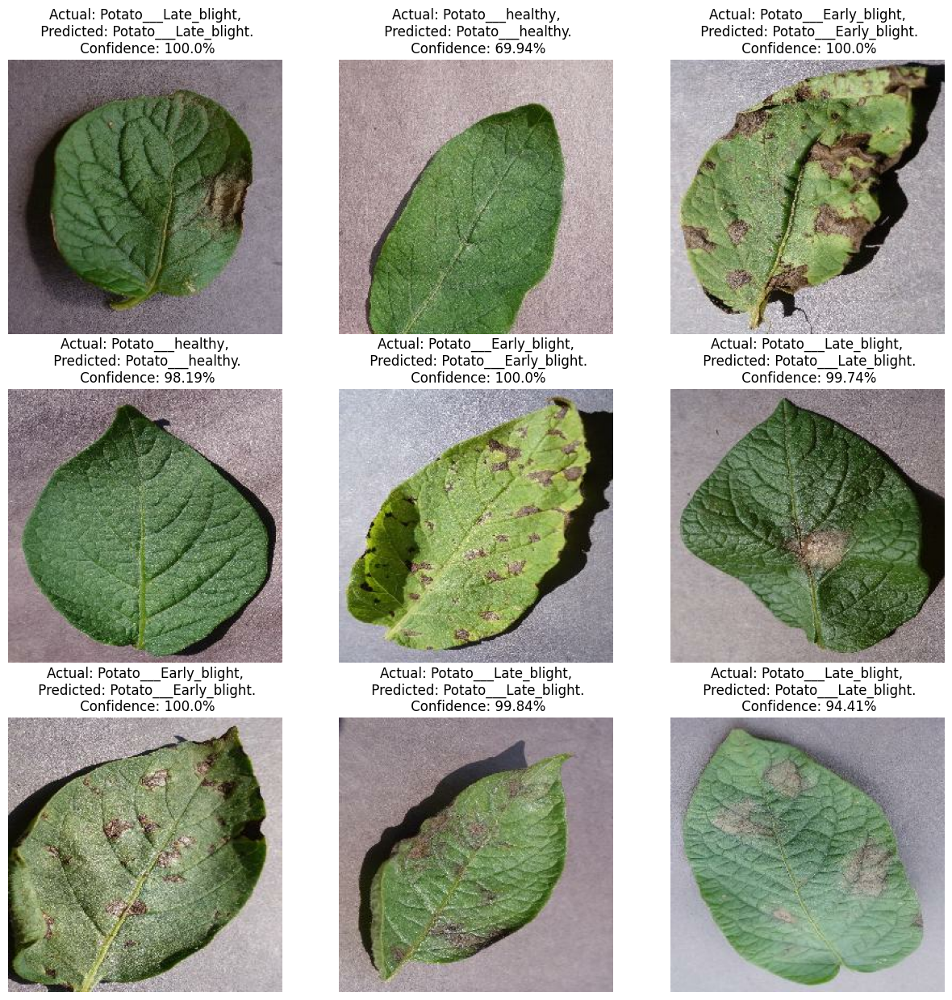 Actual: Potato___Late_blight,
Predicted: Potato___Late_blight.
Confidence: 100.0%
Actual: Potato___healthy,
Predicted: Potato___healthy.
Confidence: 69.94%
Actual: Potato___Early_blight,
Predicted: Potato___Early_blight.
Confidence: 100.0%
Actual: Potato___healthy,
Predicted: Potato___healthy.
Confidence: 98.19%
Actual: Potato___Early_blight,
Predicted: Potato___Early_blight.
Confidence: 100.0%
Actual: Potato___Late_blight,
Predicted: Potato___Late_blight.
Confidence: 99.74%
Actual: Potato___Early_blight,
Predicted: Potato___Early_blight.
Confidence: 100.0%
Actual: Potato___Late_blight,
Predicted: Potato___Late_blight.
Confidence: 99.84%
Actual: Potato___Late_blight,
Predicted: Potato___Late_blight.
Confidence: 94.41%